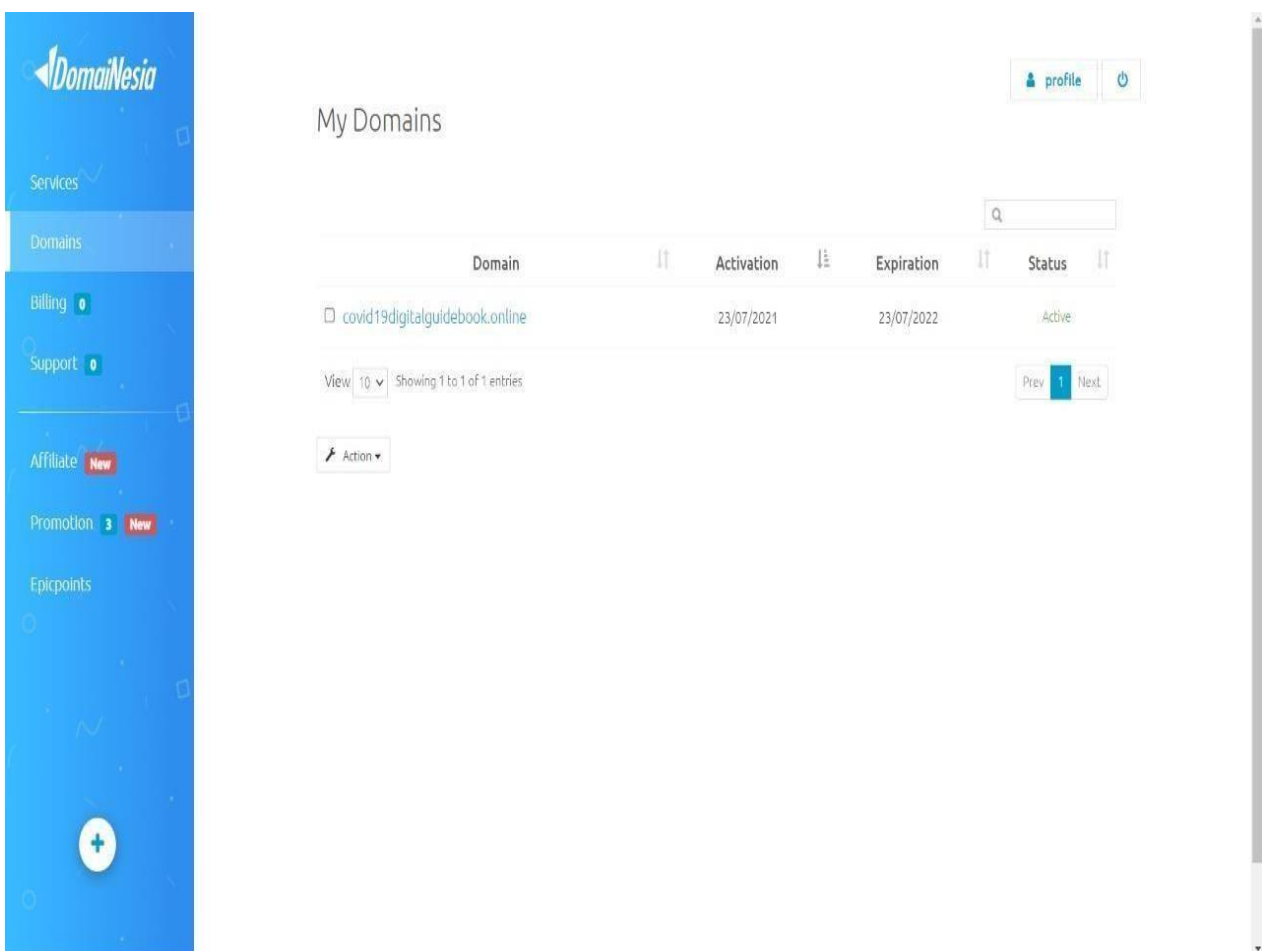 DomaiNesia
profile
My Domains
Services
Domains
Domain Activation Expiration Status
Billing 0
covid19digitalguidebook.online 23/07/2021 23/07/2022 Active
Support 0
View 10 Showing 1 to 1 of 1 entries Prev 1 Next
Affiliate New
Action
Promotion 3 New
Epicpoints